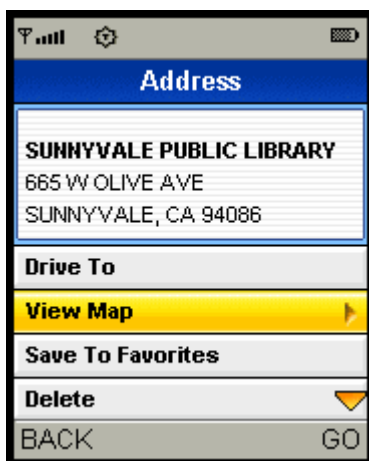 Address
SUNNYVALE PUBLIC LIBRARY
665 W OLIVE AVE
SUNNYVALE, CA 94086
Drive To
View Map
Save To Favorites
Delete
BACK GO